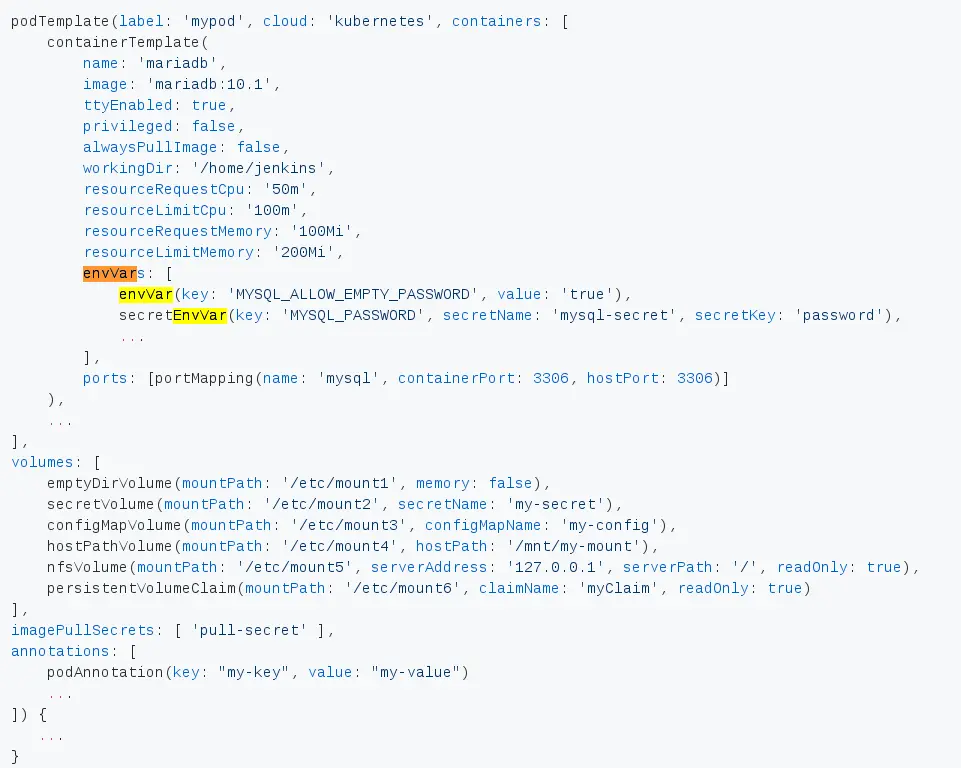 podTemplate(label: 'mypod', cloud: 'kubernetes', containers: [
    containerTemplate(
        name: 'mariadb',
        image: 'mariadb:10.1',
        ttyEnabled: true,
        privileged: false,
        alwaysPullImage: false,
        workingDir: '/home/jenkins',
        resourceRequestCpu: '50m',
        resourceLimitCpu: '100m',
        resourceRequestMemory: '100Mi',
        resourceLimitMemory: '200Mi',
        envVars: [
            envVar(key: 'MYSQL_ALLOW_EMPTY_PASSWORD', value: 'true'),
            secretEnvVar(key: 'MYSQL_PASSWORD', secretName: 'mysql-secret', secretKey: 'password'),
            ...
        ],
        ports: [portMapping(name: 'mysql', containerPort: 3306, hostPort: 3306)]
    ),
    ...
],
volumes: [
    emptyDirVolume(mountPath: '/etc/mount1', memory: false),
    secretVolume(mountPath: '/etc/mount2', secretName: 'my-secret'),
    configMapVolume(mountPath: '/etc/mount3', configMapName: 'my-config'),
    hostPathVolume(mountPath: '/etc/mount4', hostPath: '/mnt/my-mount'),
    nfsVolume(mountPath: '/etc/mount5', serverAddress: '127.0.0.1', serverPath: '/', readOnly: true),
    persistentVolumeClaim(mountPath: '/etc/mount6', claimName: 'myClaim', readOnly: true)
],
imagePullSecrets: [ 'pull-secret' ],
annotations: [
    podAnnotation(key: "my-key", value: "my-value")
    ...
]) {
   ...
}